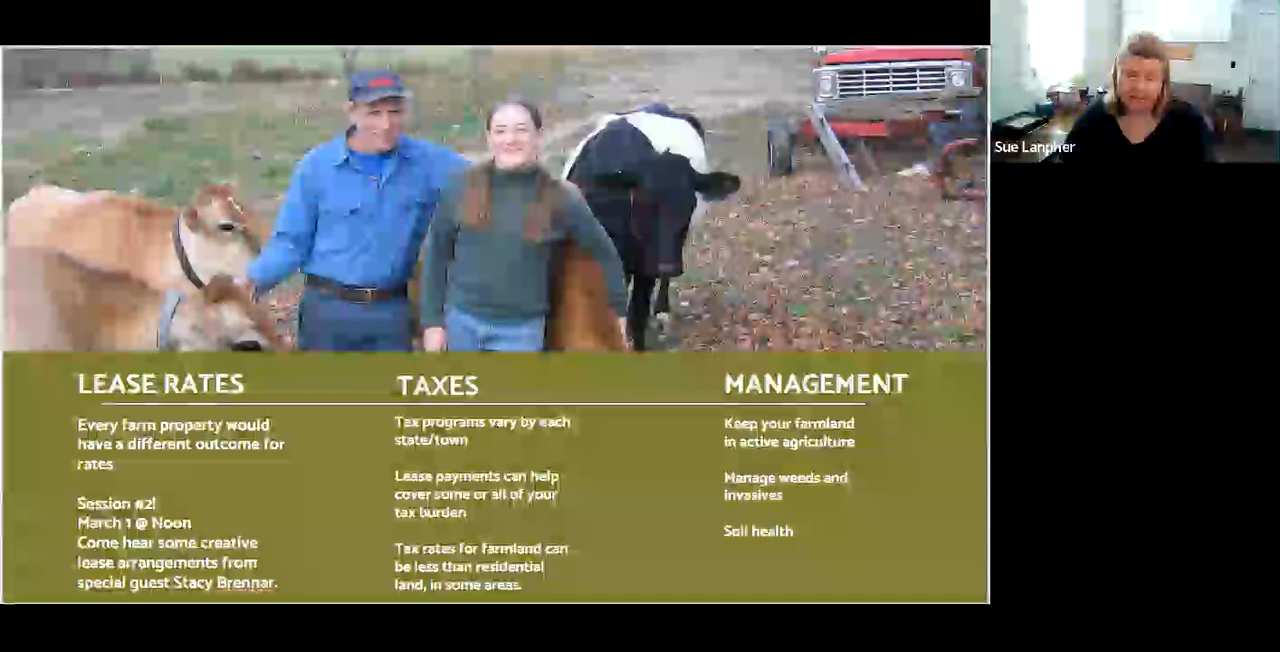 Sue Lanpher
LEASE RATES
Every farm property would
have a different outcome for
rates
Session #2!
March 1 @ Noon
Come hear some creative
lease arrangements from
special guest Stacy Brennar.
TAXES
Tax programs vary by each
state/town
Lease payments can help
cover some or all of your
tax burden
Tax rates for farmland can
be less than residential
land, in some areas.
MANAGEMENT
Keep your farmland
in active agriculture
Manage weeds and
invasives
Soil health